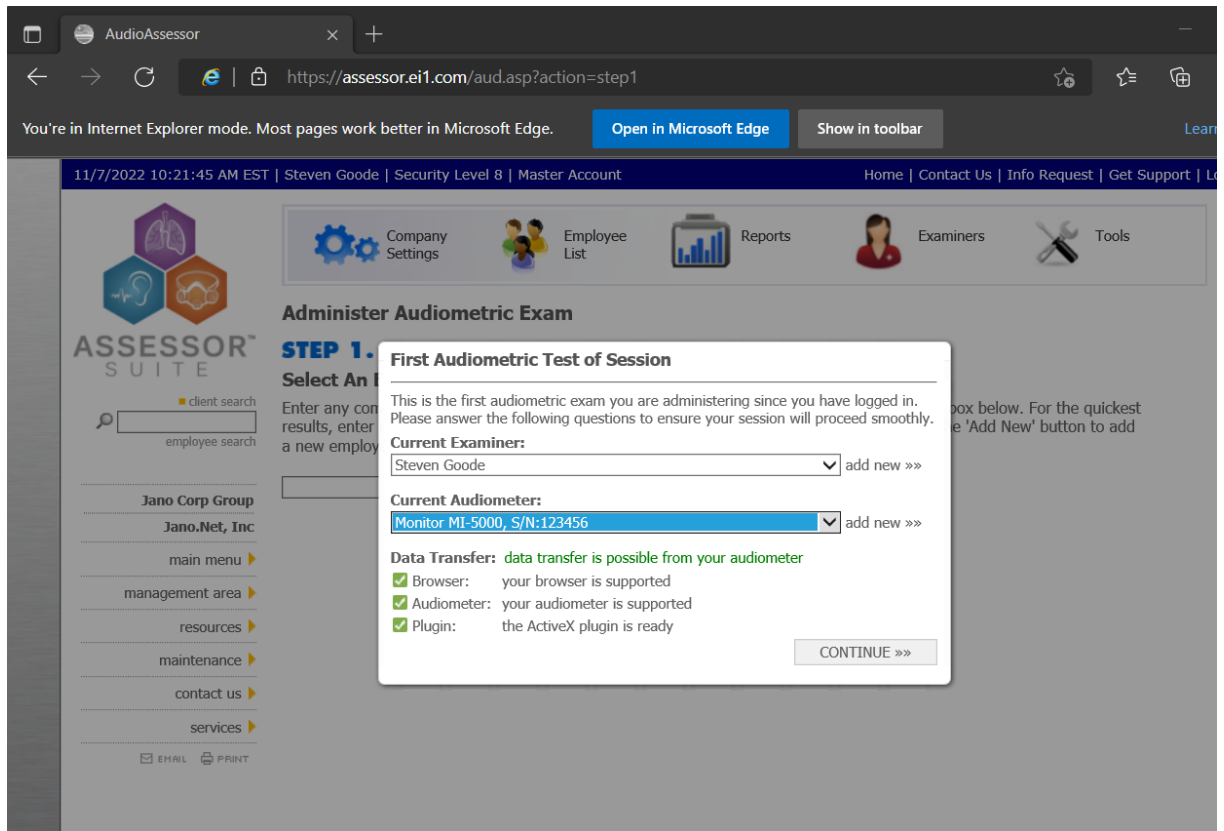 AudioAssessor
https://assessor.ei1.com/aud.asp?action=step1
You're in Internet Explorer mode. Most pages work better in Microsoft Edge. Open in Microsoft Edge Show in toolbar
11/7/2022 10:21:45 AM EST | Steven Goode | Security Level 8 | Master Account Home | Contact Us | Info Request | Get Support |
Company Settings
Employee List
Reports
Examiners
Tools
ASSESSOR™
SUITE
client search
employee search
Jano Corp Group
Jano.Net, Inc
main menu
management area
resources
maintenance
contact us
services
EMAIL PRINT
Administer Audiometric Exam
STEP 1.
Select An
Enter any box below. For the quickest
results, enter 'Add New' button to add
a new
First Audiometric Test of Session
This is the first audiometric exam you are administering since you have logged in.
Please answer the following questions to ensure your session will proceed smoothly.
Current Examiner:
Steven Goode add new »»
Current Audiometer:
Monitor MI-5000, S/N:123456 add new »»
Data Transfer: data transfer is possible from your audiometer
Browser: your browser is supported
Audiometer: your audiometer is supported
Plugin: the ActiveX plugin is ready
CONTINUE »»